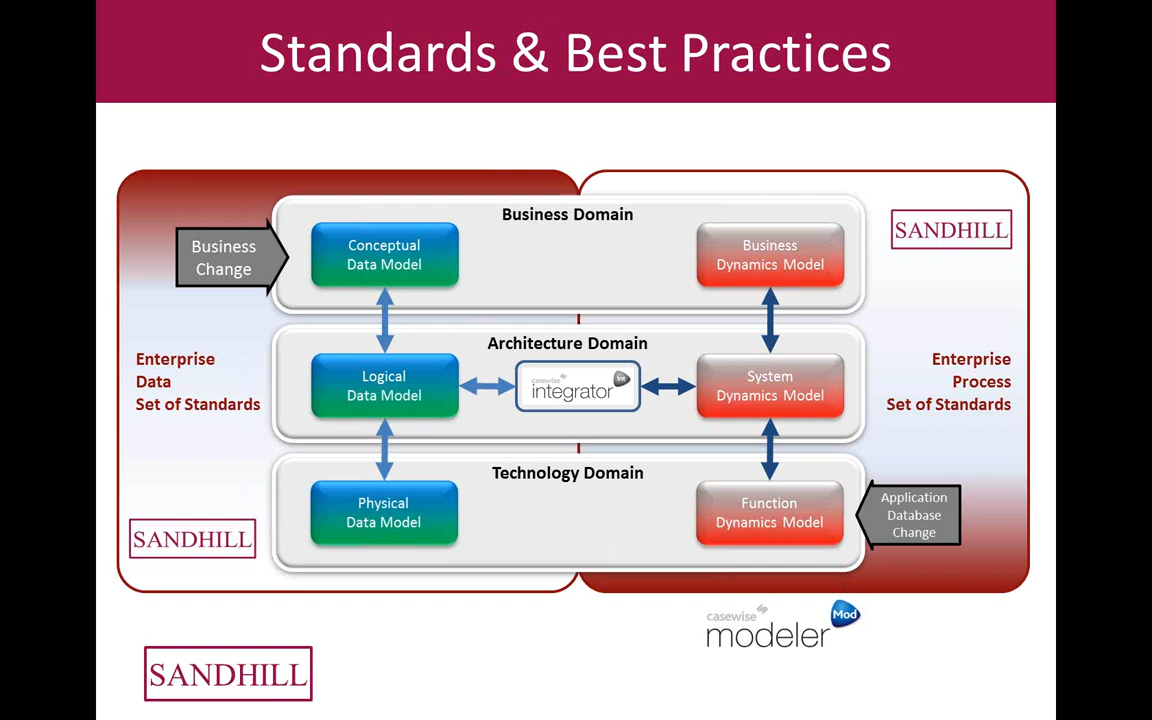 Standards & Best Practices
Business Domain
Business
Change
Conceptual
Data Model
Business
Dynamics Model
SANDHILL
Architecture Domain
Enterprise
Data
Set of Standards
Logical
Data Model
casewise
integrator
Int
System
Dynamics Model
Enterprise
Process
Set of Standards
Technology Domain
Physical
Data Model
Function
Dynamics Model
Application
Database
Change
SANDHILL
casewise
modeler
Mod
SANDHILL